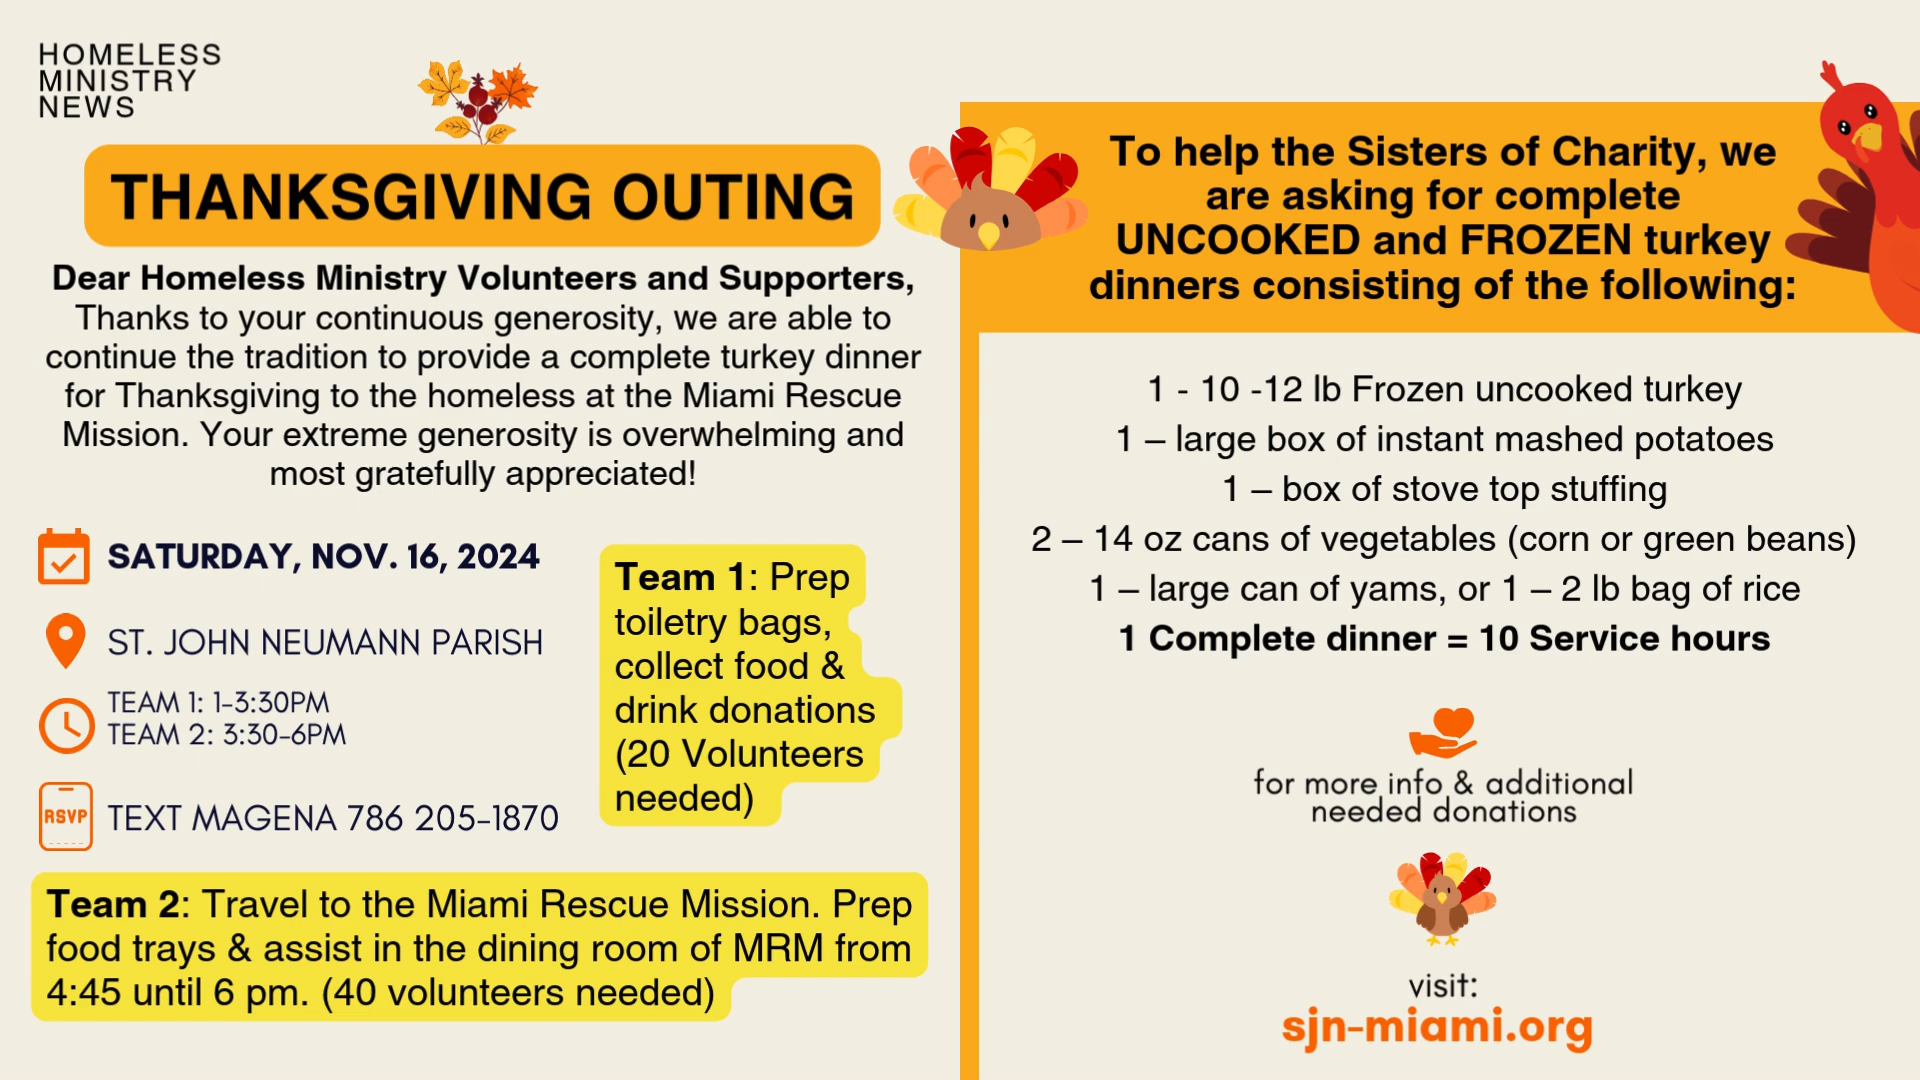 HOMELESS
MINISTRY
NEWS
THANKSGIVING OUTING
Dear Homeless Ministry Volunteers and Supporters,
Thanks to your continuous generosity, we are able to
continue the tradition to provide a complete turkey dinner
for Thanksgiving to the homeless at the Miami Rescue
Mission. Your extreme generosity is overwhelming and
most gratefully appreciated!
SATURDAY, NOV. 16, 2024
ST. JOHN NEUMANN PARISH
TEAM 1: 1-3:30PM
TEAM 2: 3:30-6PM
RSVP
TEXT MAGENA 786 205-1870
Team 1: Prep
toiletry bags,
collect food &
drink donations
(20 Volunteers
needed)
Team 2: Travel to the Miami Rescue Mission. Prep
food trays & assist in the dining room of MRM from
4:45 until 6 pm. (40 volunteers needed)
To help the Sisters of Charity, we
are asking for complete
UNCOOKED and FROZEN turkey
dinners consisting of the following:
1 - 10 -12 lb Frozen uncooked turkey
1 – large box of instant mashed potatoes
1 – box of stove top stuffing
2 – 14 oz cans of vegetables (corn or green beans)
1 – large can of yams, or 1 – 2 lb bag of rice
1 Complete dinner = 10 Service hours
for more info & additional
needed donations
visit:
sjn-miami.org